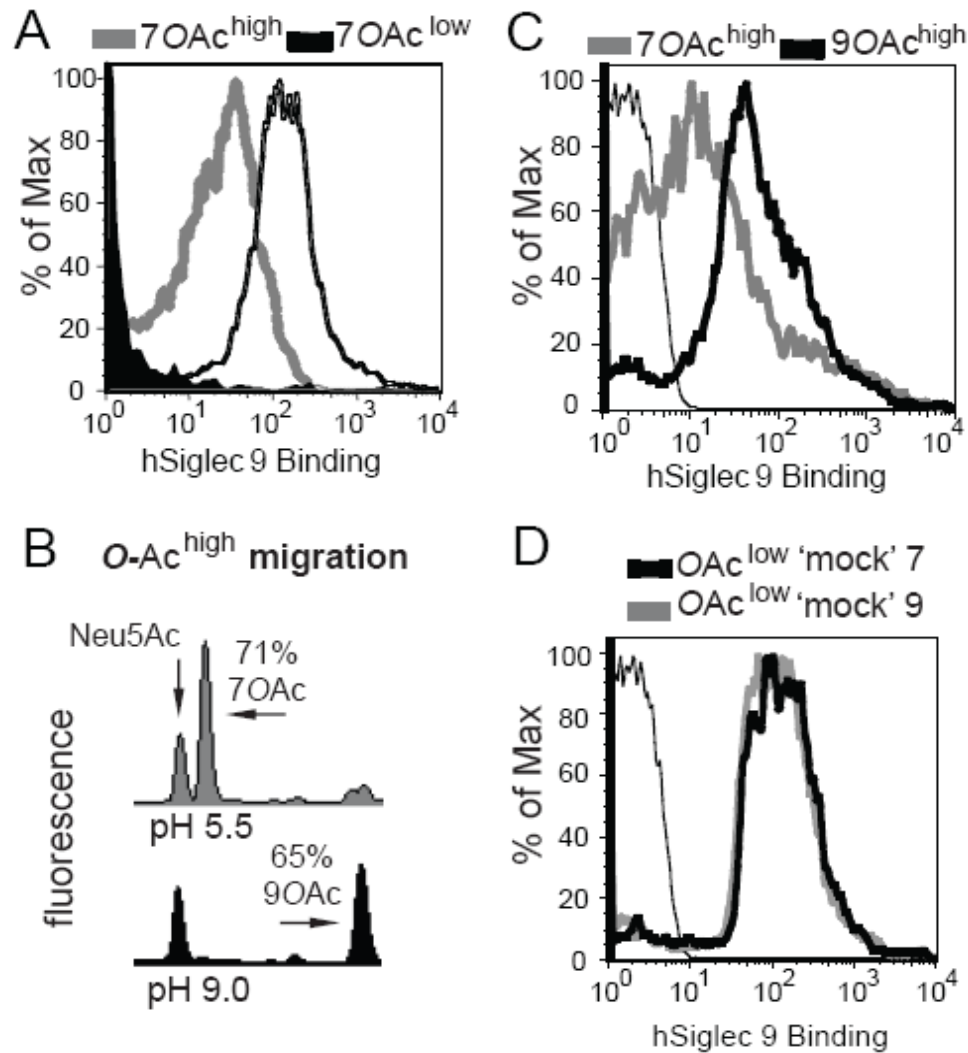 A
7OAc high 7OAc low
% of Max
100
80
60
40
20
0
10^0 10^1 10^2 10^3 10^4
hSiglec 9 Binding
B
O-Ac high migration
Neu5Ac
71%
7OAc
pH 5.5
65%
9OAc
pH 9.0
fluorescence
C
7OAc high 9OAc high
% of Max
100
80
60
40
20
0
10^0 10^1 10^2 10^3 10^4
hSiglec 9 Binding
D
OAc low 'mock' 7
OAc low 'mock' 9
% of Max
100
80
60
40
20
0
10^0 10^1 10^2 10^3 10^4
hSiglec 9 Binding